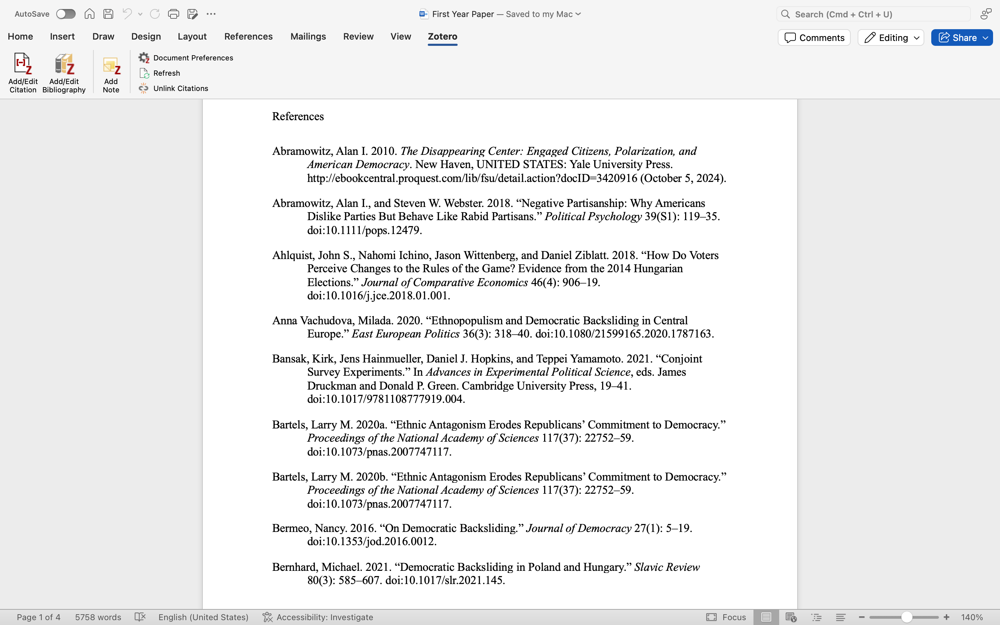 AutoSave
First Year Paper — Saved to my Mac
Search (Cmd + Ctrl + U)
Home Insert Draw Design Layout References Mailings Review View Zotero
Comments Editing Share
Add/Edit Citation
Add/Edit Bibliography
Add Note
Document Preferences
Refresh
Unlink Citations
References
Abramowitz, Alan I. 2010. The Disappearing Center: Engaged Citizens, Polarization, and
American Democracy. New Haven, UNITED STATES: Yale University Press.
http://ebookcentral.proquest.com/lib/fsu/detail.action?docID=3420916 (October 5, 2024).
Abramowitz, Alan I., and Steven W. Webster. 2018. “Negative Partisanship: Why Americans
Dislike Parties But Behave Like Rabid Partisans.” Political Psychology 39(S1): 119–35.
doi:10.1111/pops.12479.
Ahlquist, John S., Nahomi Ichino, Jason Wittenberg, and Daniel Ziblatt. 2018. “How Do Voters
Perceive Changes to the Rules of the Game? Evidence from the 2014 Hungarian
Elections.” Journal of Comparative Economics 46(4): 906–19.
doi:10.1016/j.jce.2018.01.001.
Anna Vachudova, Milada. 2020. “Ethnopopulism and Democratic Backsliding in Central
Europe.” East European Politics 36(3): 318–40. doi:10.1080/21599165.2020.1787163.
Bansak, Kirk, Jens Hainmueller, Daniel J. Hopkins, and Teppei Yamamoto. 2021. “Conjoint
Survey Experiments.” In Advances in Experimental Political Science, eds. James
Druckman and Donald P. Green. Cambridge University Press, 19–41.
doi:10.1017/9781108777919.004.
Bartels, Larry M. 2020a. “Ethnic Antagonism Erodes Republicans’ Commitment to Democracy.”
Proceedings of the National Academy of Sciences 117(37): 22752–59.
doi:10.1073/pnas.2007747117.
Bartels, Larry M. 2020b. “Ethnic Antagonism Erodes Republicans’ Commitment to Democracy.”
Proceedings of the National Academy of Sciences 117(37): 22752–59.
doi:10.1073/pnas.2007747117.
Bermeo, Nancy. 2016. “On Democratic Backsliding.” Journal of Democracy 27(1): 5–19.
doi:10.1353/jod.2016.0012.
Bernhard, Michael. 2021. “Democratic Backsliding in Poland and Hungary.” Slavic Review
80(3): 585–607. doi:10.1017/slr.2021.145.
Page 1 of 4 5758 words English (United States) Accessibility: Investigate Focus 140%